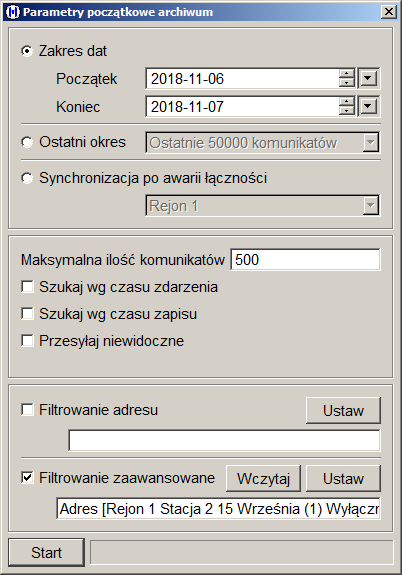 Parametry początkowe archiwum
Zakres dat
Początek 2018-11-06
Koniec 2018-11-07
Ostatni okres Ostatnie 50000 komunikatów
Synchronizacja po awarii łączności
Rejon 1
Maksymalna ilość komunikatów 500
Szukaj wg czasu zdarzenia
Szukaj wg czasu zapisu
Przesyłaj niewidoczne
Filtrowanie adresu Ustaw
Filtrowanie zaawansowane Wczytaj Ustaw
Adres [Rejon 1 Stacja 2 15 Września (1) Wyłączn
Start